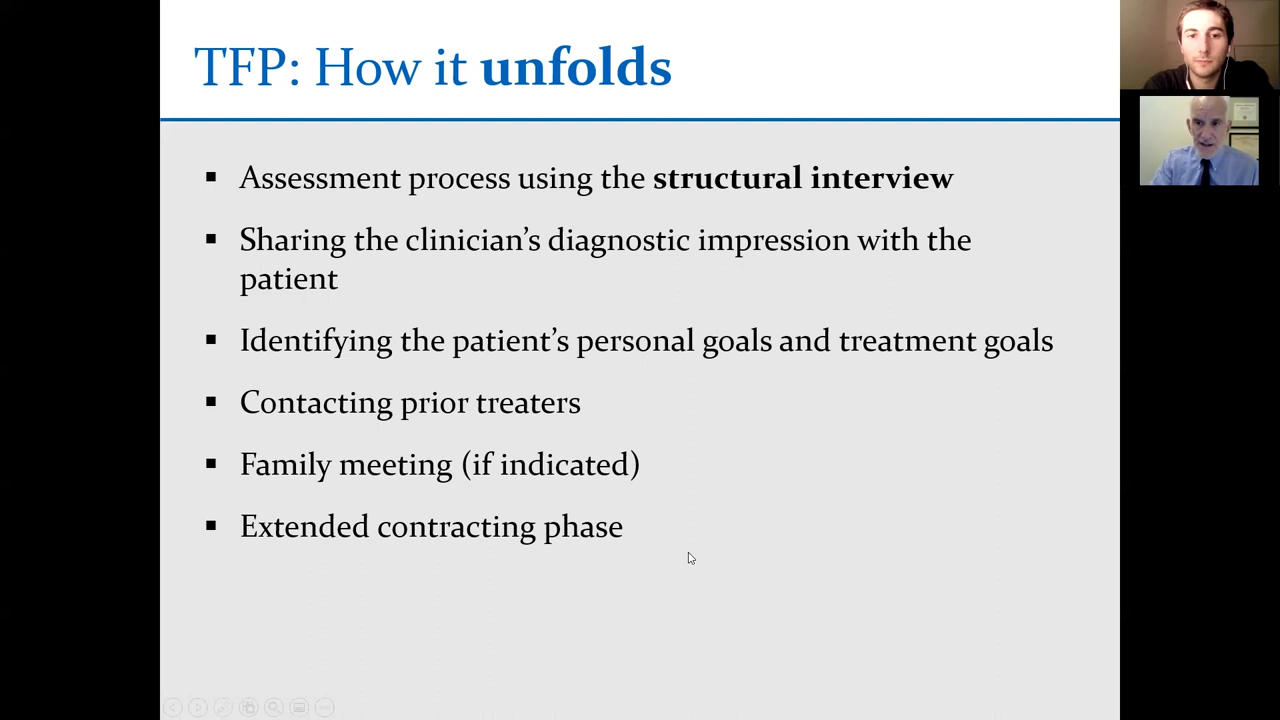 TFP: How it unfolds
▪ Assessment process using the structural interview
▪ Sharing the clinician’s diagnostic impression with the
patient
▪ Identifying the patient’s personal goals and treatment goals
▪ Contacting prior treaters
▪ Family meeting (if indicated)
▪ Extended contracting phase